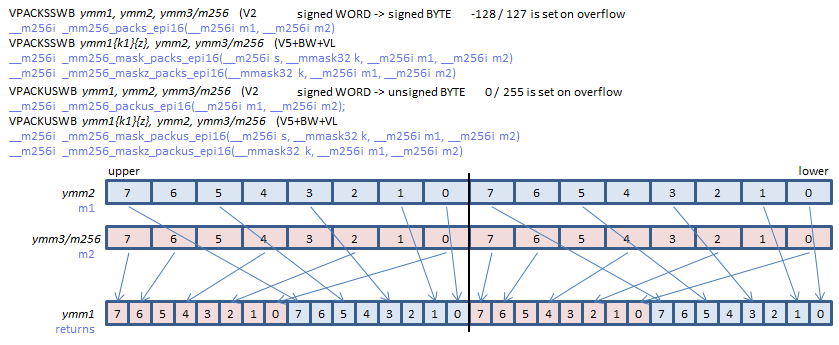 VPACKSSWB ymm1, ymm2, ymm3/m256 (V2 signed WORD -> signed BYTE -128 / 127 is set on overflow
__m256i _mm256_packs_epi16(__m256i m1, __m256i m2)
VPACKSSWB ymm1{k1}{z}, ymm2, ymm3/m256 (V5+BW+VL
__m256i _mm256_mask_packs_epi16(__m256i s, __mmask32 k, __m256i m1, __m256i m2)
__m256i _mm256_maskz_packs_epi16(__mmask32 k, __m256i m1, __m256i m2)
VPACKUSWB ymm1, ymm2, ymm3/m256 (V2 signed WORD -> unsigned BYTE 0 / 255 is set on overflow
__m256i _mm256_packus_epi16(__m256i m1, __m256i m2);
VPACKUSWB ymm1{k1}{z}, ymm2, ymm3/m256 (V5+BW+VL
__m256i _mm256_mask_packus_epi16(__m256i s, __mmask32 k, __m256i m1, __m256i m2)
__m256i _mm256_maskz_packus_epi16(__mmask32 k, __m256i m1, __m256i m2)
upper lower
ymm2 7 6 5 4 3 2 1 0 7 6 5 4 3 2 1 0
m1
ymm3/m256 7 6 5 4 3 2 1 0 7 6 5 4 3 2 1 0
m2
ymm1 7 6 5 4 3 2 1 0 7 6 5 4 3 2 1 0 7 6 5 4 3 2 1 0 7 6 5 4 3 2 1 0
returns